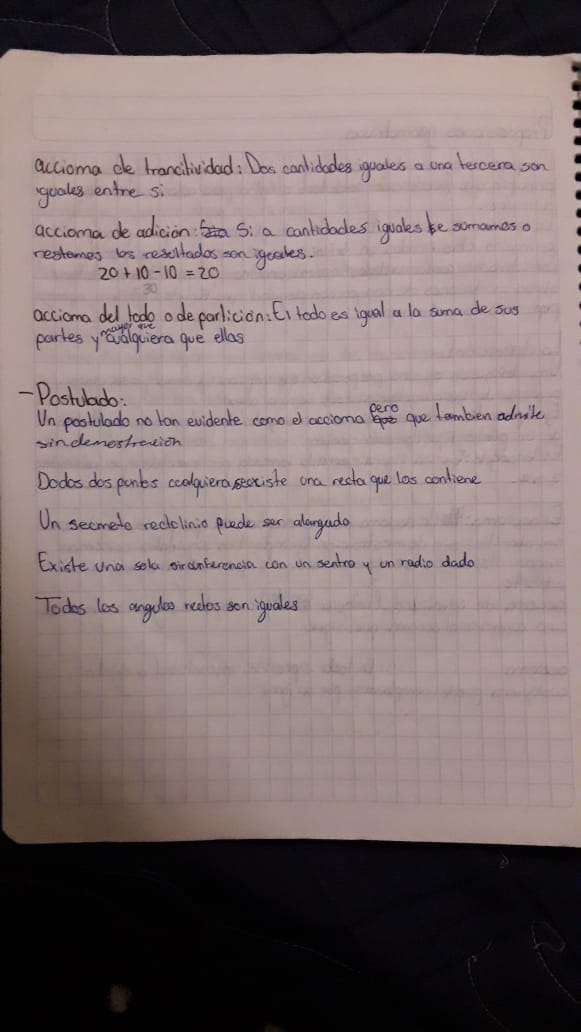 accioma de trancitividad: Dos cantidades iguales a una tercera son
iguales entre si
accioma de adición: Si a cantidades iguales se sumamos o
restamos los resultados son iguales.
20 + 10 - 10 = 20
30
accioma del todo o de partición: El todo es igual a la suma de sus
partes y mayor que cualquiera que ellas
- Postulado:
Un postulado no tan evidente como el accioma pero que tambien admite
sin demostración
Dodos dos puntos cualquiera existe una recta que los contiene
Un secmeto rectolinio puede ser alargado
Existe una sola sircunferencia con un sentro y un radio dado
Todos los angulos rectos son iguales